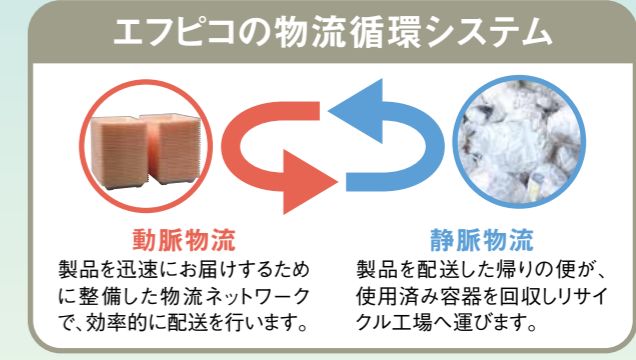 エフピコの物流循環システム
動脈物流
製品を迅速にお届けするため
に整備した物流ネットワーク
で、効率的に配送を行います。
静脈物流
製品を配送した帰りの便が、
使用済み容器を回収しリサイ
クル工場へ運びます。